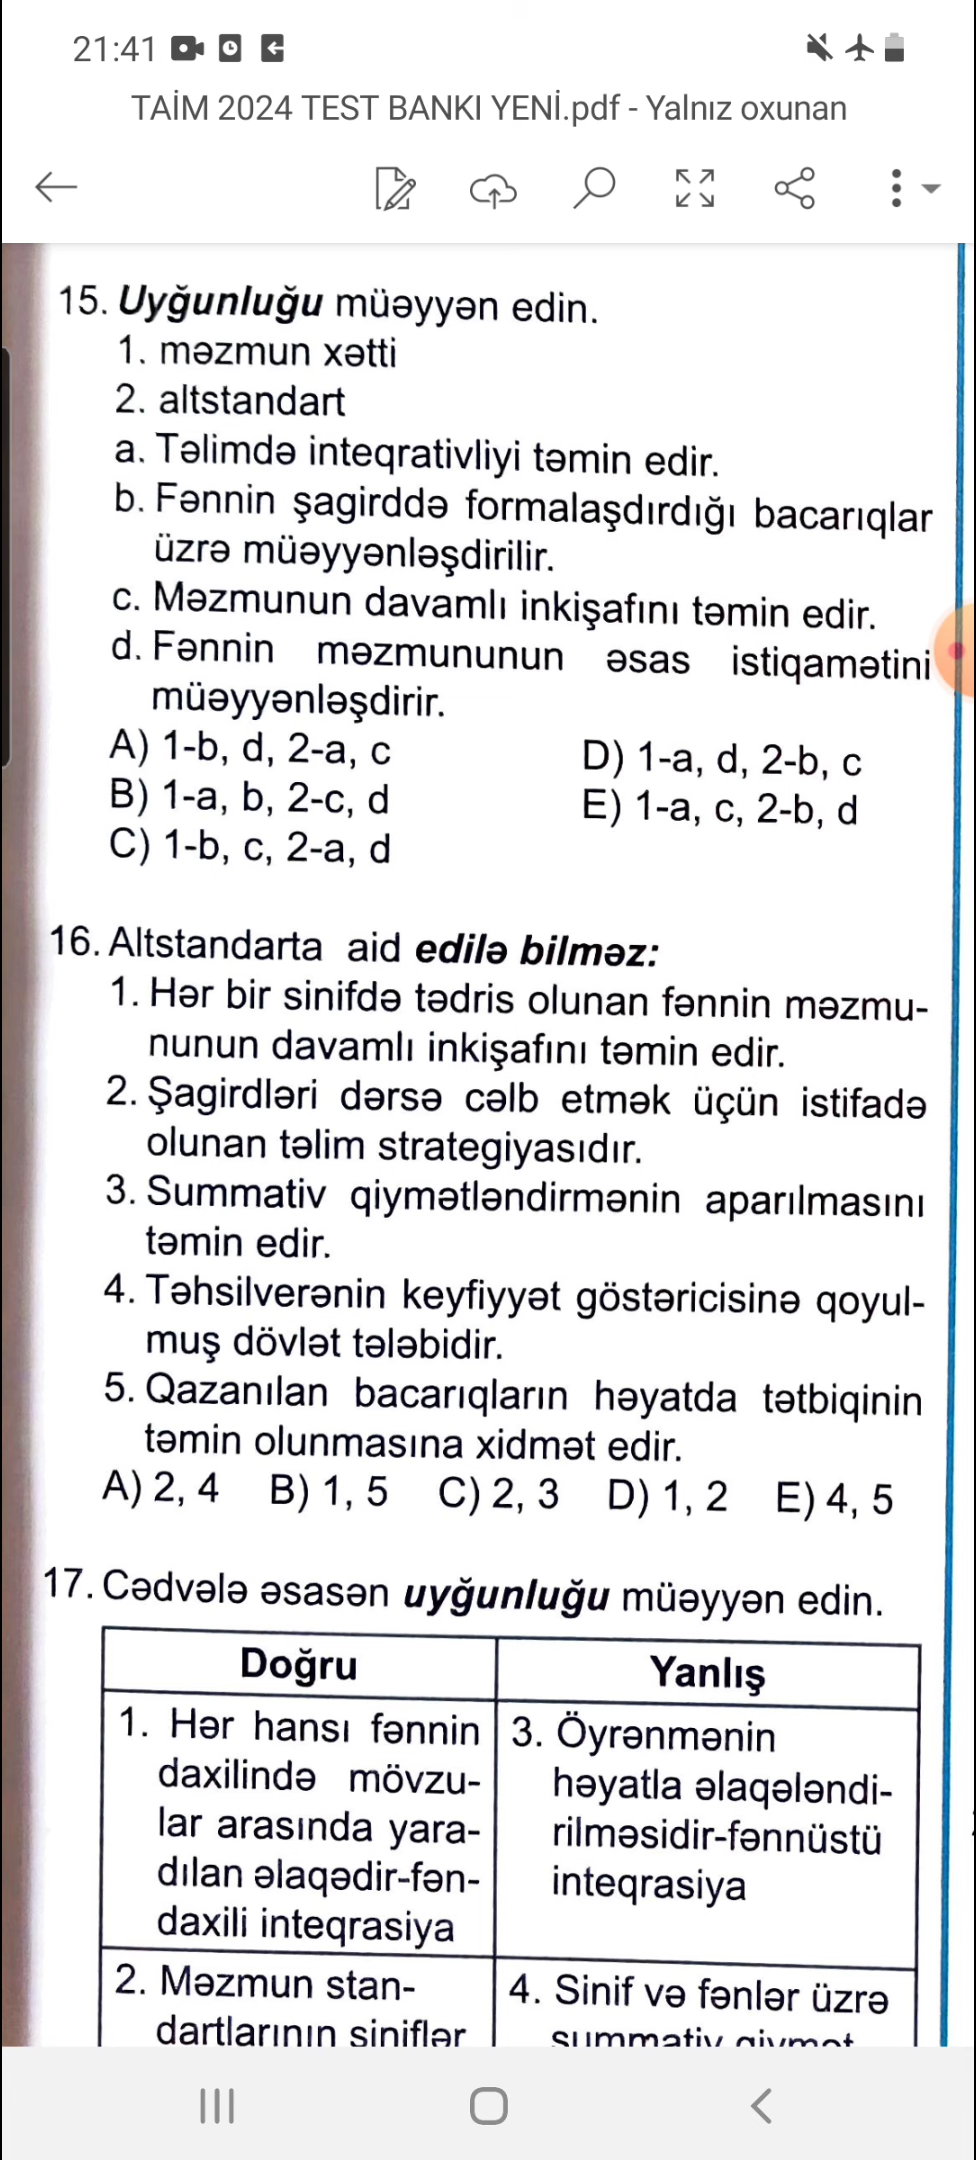 21:41
TAİM 2024 TEST BANKI YENİ.pdf - Yalnız oxunan
15. Uyğunluğu müəyyən edin.
1. məzmun xətti
2. altstandart
a. Təlimdə inteqrativliyi təmin edir.
b. Fənnin şagirddə formalaşdırdığı bacarıqlar
üzrə müəyyənləşdirilir.
c. Məzmunun davamlı inkişafını təmin edir.
d. Fənnin məzmununun əsas istiqamətini
müəyyənləşdirir.
A) 1-b, d, 2-a, c
B) 1-a, b, 2-c, d
C) 1-b, c, 2-a, d
D) 1-a, d, 2-b, c
E) 1-a, c, 2-b, d
16. Altstandarta aid edilə bilməz:
1. Hər bir sinifdə tədris olunan fənnin məzmu-
nunun davamlı inkişafını təmin edir.
2. Şagirdləri dərsə cəlb etmək üçün istifadə
olunan təlim strategiyasıdır.
3. Summativ qiymətləndirmənin aparılmasını
təmin edir.
4. Təhsilverənin keyfiyyət göstəricisinə qoyul-
muş dövlət tələbidir.
5. Qazanılan bacarıqların həyatda tətbiqinin
təmin olunmasına xidmət edir.
A) 2, 4 B) 1, 5 C) 2, 3 D) 1, 2 E) 4, 5
17. Cədvələ əsasən uyğunluğu müəyyən edin.
Doğru
Yanlış
1. Hər hansı fənnin
daxilində mövzu-
lar arasında yara-
dılan əlaqədir-fən-
daxili inteqrasiya
3. Öyrənmənin
həyatla əlaqələndi-
rilməsidir-fənnüstü
inteqrasiya
2. Məzmun stan-
dartlarının siniflər
4. Sinif və fənlər üzrə
summativ qiymət